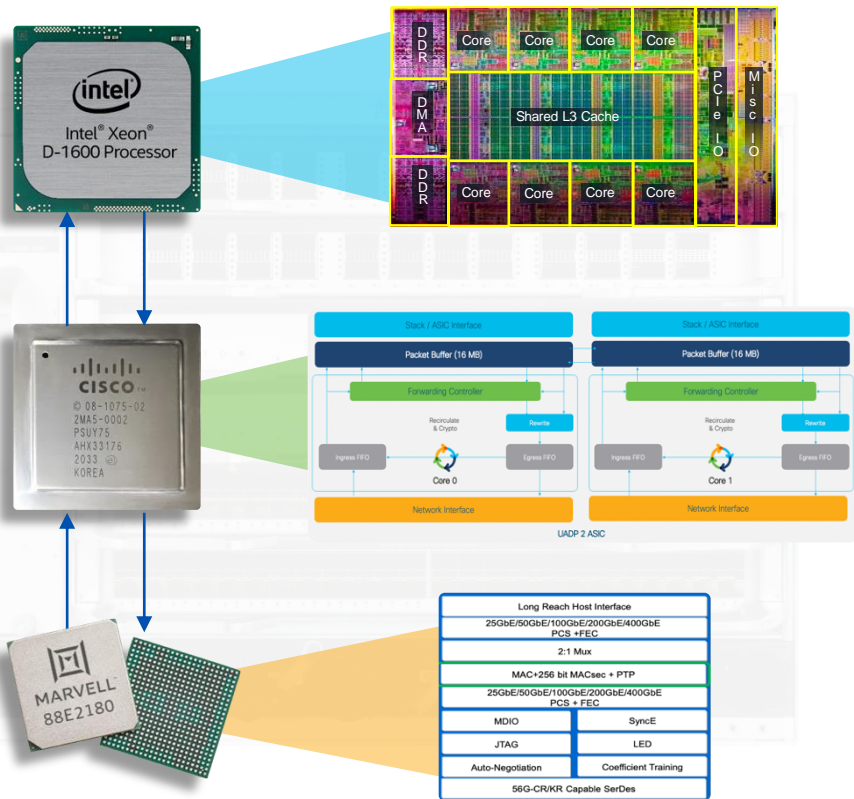 intel
Intel® Xeon®
D-1600 Processor
DDR
Core
Core
Core
Core
DMA
Shared L3 Cache
PCIe IO
Misc IO
DDR
Core
Core
Core
Core
CISCO™
© 08-1075-02
2MA5-0002
PSUY75
AHX33176
2033
KOREA
Stack / ASIC Interface
Packet Buffer (16 MB)
Forwarding Controller
Recirculate
& Crypto
Rewrite
Ingress FIFO
Egress FIFO
Core 0
Network Interface
Stack / ASIC Interface
Packet Buffer (16 MB)
Forwarding Controller
Recirculate
& Crypto
Rewrite
Ingress FIFO
Egress FIFO
Core 1
Network Interface
UADP 2 ASIC
MARVELL
88E2180
Long Reach Host Interface
25GbE/50GbE/100GbE/200GbE/400GbE
PCS +FEC
2:1 Mux
MAC+256 bit MACsec + PTP
25GbE/50GbE/100GbE/200GbE/400GbE
PCS + FEC
MDIO
SyncE
JTAG
LED
Auto-Negotiation
Coefficient Training
56G-CR/KR Capable SerDes